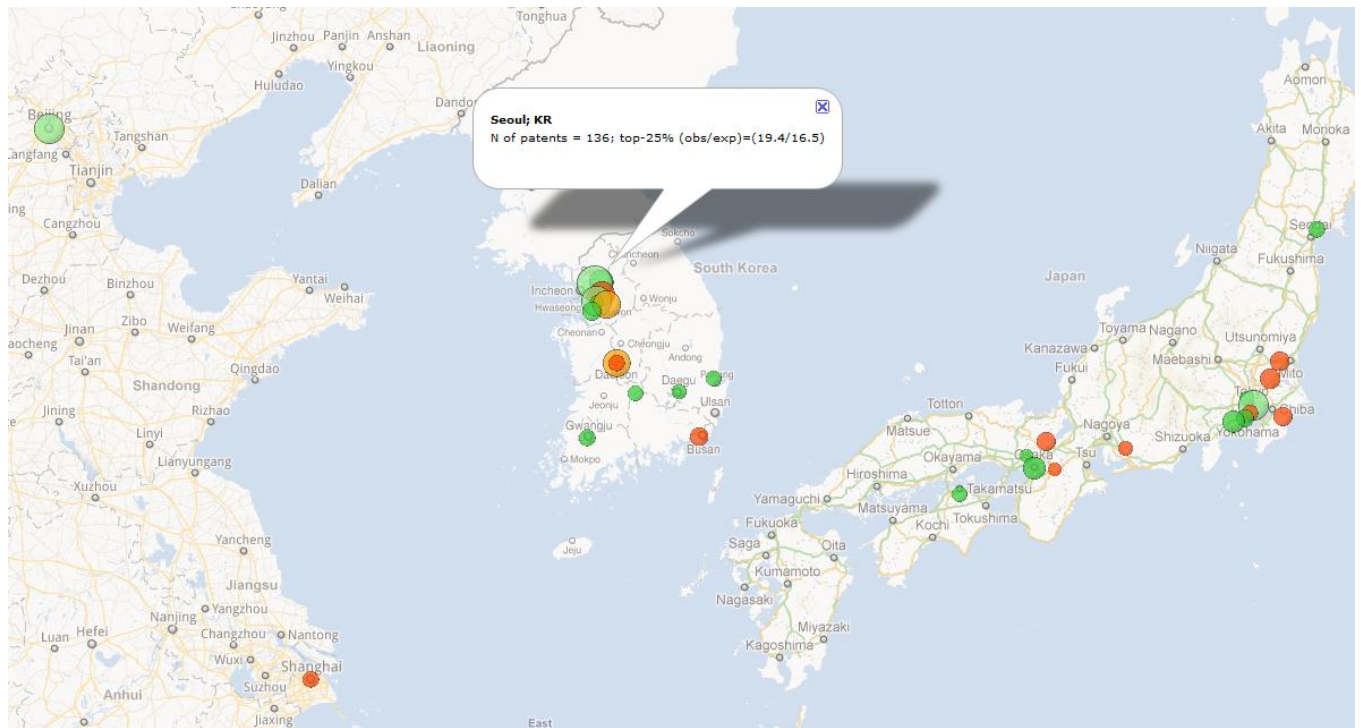 Tonghua
Jinzhou Panjin Anshan
Liaoning
Yingkou
Huludao
Beijing
Tangshan
Langfang
Tianjin
Dalian
Cangzhou
Seoul; KR
N of patents = 136; top-25% (obs/exp)=(19.4/16.5)
Aomori
Akita Monoka
Sendai
Niigata
Fukushima
Sokcho
Chuncheon
South Korea
Japan
Dezhou
Binzhou
Yantai
Weihai
Incheon
Wonju
Hwaseong
Cheonan
Cheongju
Andong
Daejeon
Daegu
Pohang
Ulsan
Jeonju
Gwangju
Busan
Mokpo
Jeju
Jinan
Zibo
Weifang
Liaocheng
Tai'an
Qingdao
Shandong
Jining
Rizhao
Linyi
Lianyungang
Xuzhou
Yancheng
Jiangsu
Yangzhou
Nanjing
Changzhou
Nantong
Luan
Hefei
Wuxi
Shanghai
Suzhou
Anhui
Jiaxing
East
Toyama
Nagano
Utsunomiya
Kanazawa
Maebashi
Mito
Fukui
Tokyo
Chiba
Yokohama
Tottori
Matsue
Nagoya
Shizuoka
Okayama
Osaka
Tsu
Hiroshima
Takamatsu
Yamaguchi
Matsuyama
Tokushima
Kochi
Fukuoka
Saga
Oita
Kumamoto
Nagasaki
Miyazaki
Kagoshima